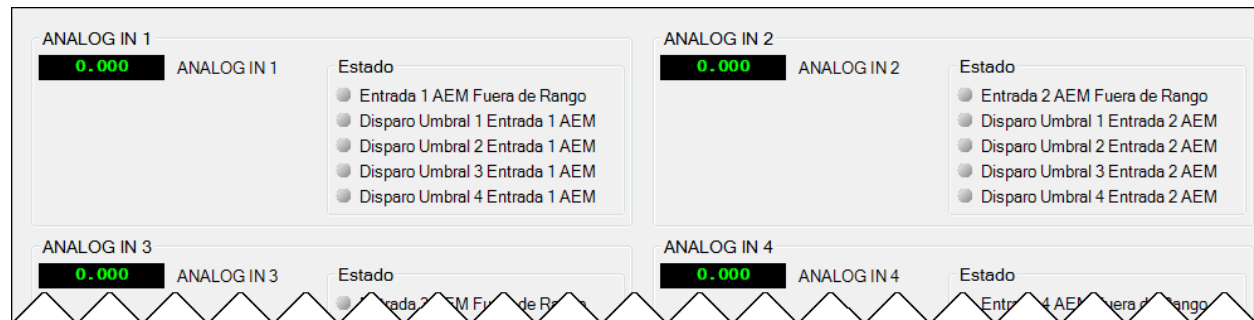 ANALOG IN 1
0.000 ANALOG IN 1
Estado
Entrada 1 AEM Fuera de Rango
Disparo Umbral 1 Entrada 1 AEM
Disparo Umbral 2 Entrada 1 AEM
Disparo Umbral 3 Entrada 1 AEM
Disparo Umbral 4 Entrada 1 AEM
ANALOG IN 2
0.000 ANALOG IN 2
Estado
Entrada 2 AEM Fuera de Rango
Disparo Umbral 1 Entrada 2 AEM
Disparo Umbral 2 Entrada 2 AEM
Disparo Umbral 3 Entrada 2 AEM
Disparo Umbral 4 Entrada 2 AEM
ANALOG IN 3
0.000 ANALOG IN 3
Estado
ANALOG IN 4
0.000 ANALOG IN 4
Estado